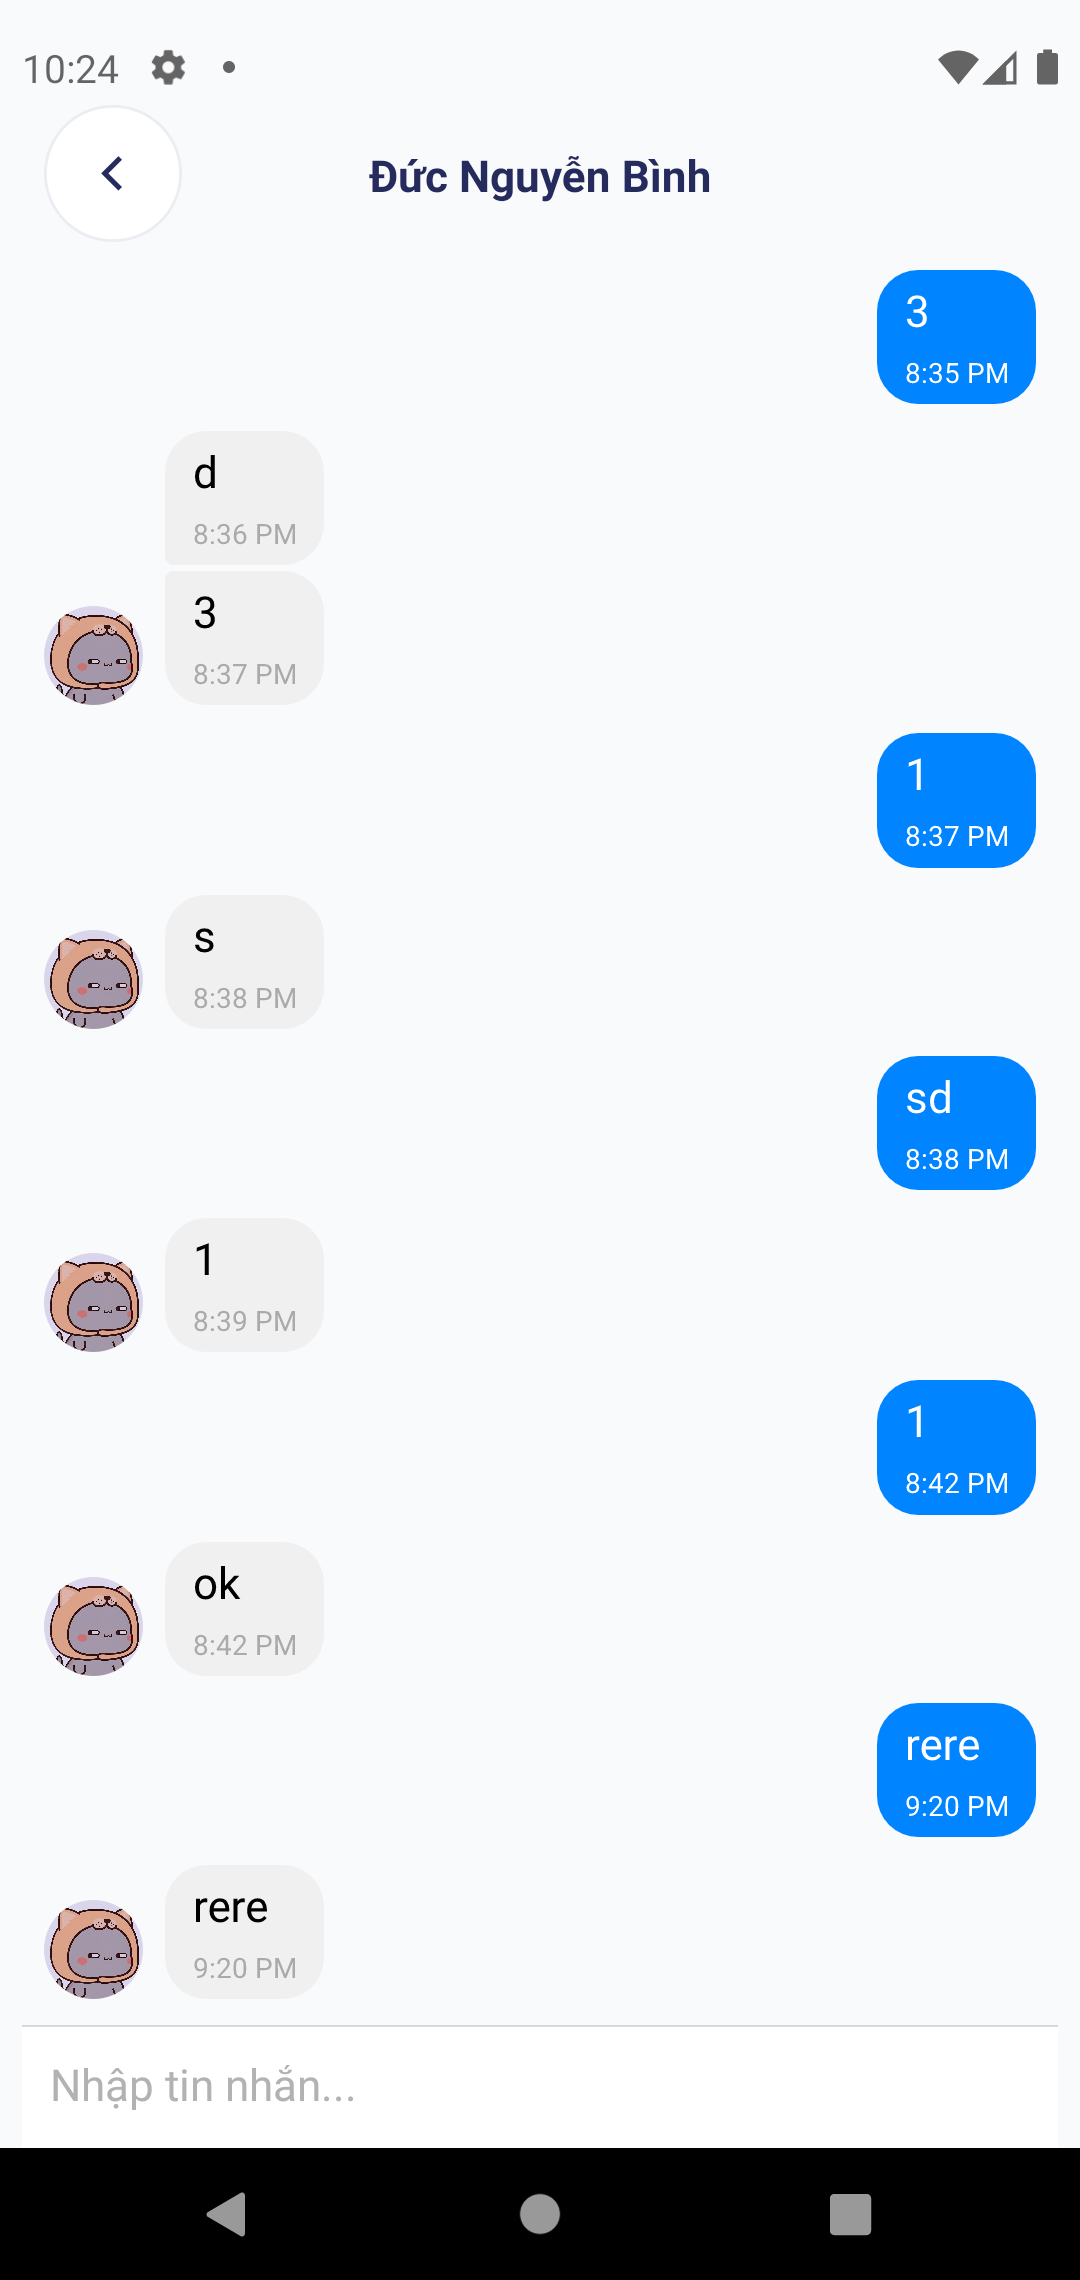 10:24
Đức Nguyễn Bình
3
8:35 PM
d
8:36 PM
3
8:37 PM
1
8:37 PM
s
8:38 PM
sd
8:38 PM
1
8:39 PM
1
8:42 PM
ok
8:42 PM
rere
9:20 PM
rere
9:20 PM
Nhập tin nhắn...